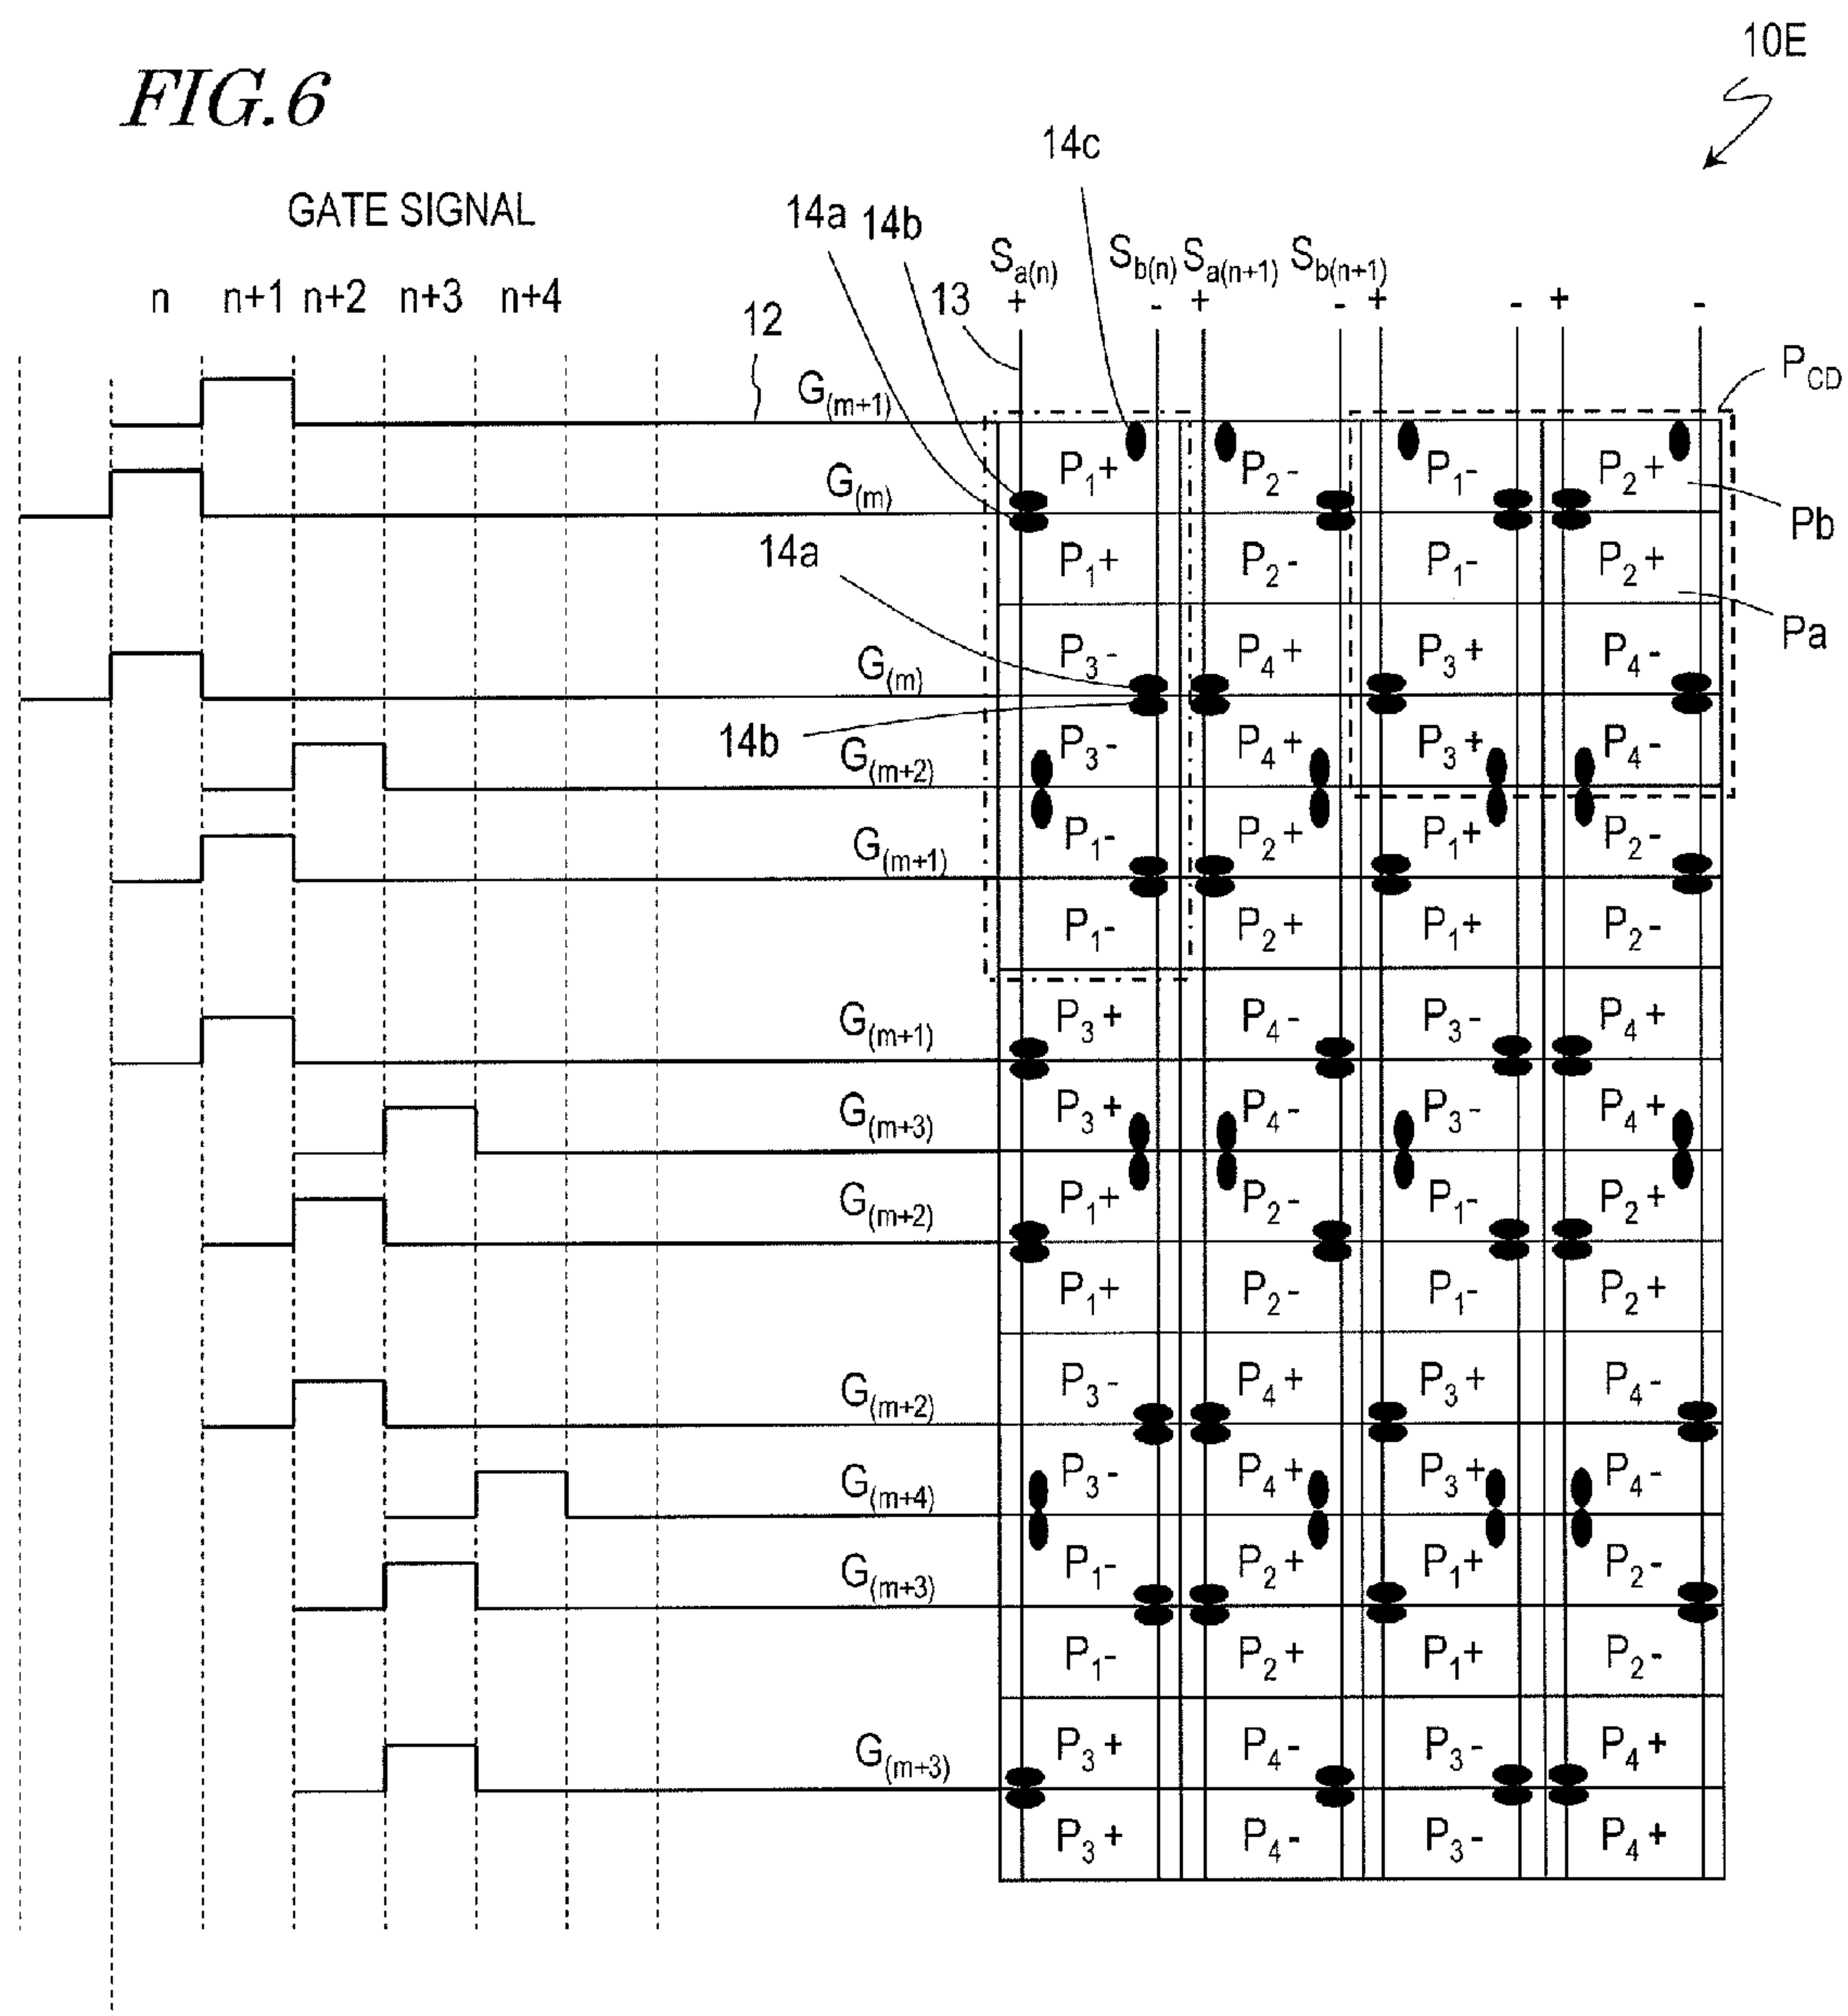 10E
FIG.6
14c
GATE SIGNAL
14a 14b
Sa(n) Sb(n) Sa(n+1) Sb(n+1)
n n+1 n+2 n+3 n+4
13 + - + - + - + -
12
PCD
G(m+1)
P1+ P2- P1- P2+
G(m)
Pb
14a
P1+ P2- P1- P2+
Pa
P3- P4+ P3+ P4-
G(m)
14b
P3- P4+ P3+ P4-
G(m+2)
P1- P2+ P1+ P2-
G(m+1)
P1- P2+ P1+ P2-
P3+ P4- P3- P4+
G(m+1)
P3+ P4- P3- P4+
G(m+3)
P1+ P2- P1- P2+
G(m+2)
P1+ P2- P1- P2+
P3- P4+ P3+ P4-
G(m+2)
P3- P4+ P3+ P4-
G(m+4)
P1- P2+ P1+ P2-
G(m+3)
P1- P2+ P1+ P2-
P3+ P4- P3- P4+
G(m+3)
P3+ P4- P3- P4+